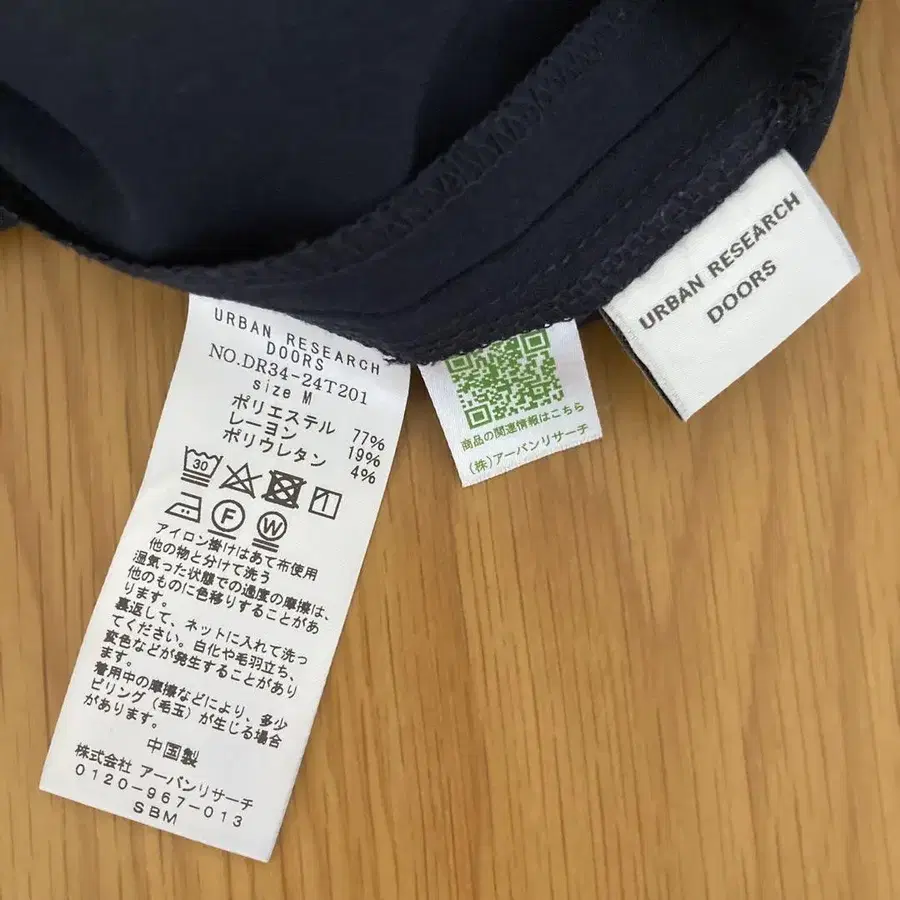 URBAN RESEARCH
DOORS
NO.DR34-24T201
size M
ポリエステル 77%
レーヨン 19%
ポリウレタン 4%
30
1
F
W
アイロン掛けはあて布使用
他の物と分けて洗う
湿気った状態での過度の摩擦は、
他のものに色移りすることがあ
ります。
裏返して、ネットに入れて洗っ
てください。白化や毛羽立ち、
変色などが発生することがあり
ます。
着用中の摩擦などにより、多少
ピリング（毛玉）が生じる場合
があります。
中国製
株式会社 アーバンリサーチ
0120-967-013
SBM
商品の関連情報はこちら
(株)アーバンリサーチ
URBAN RESEARCH
DOORS